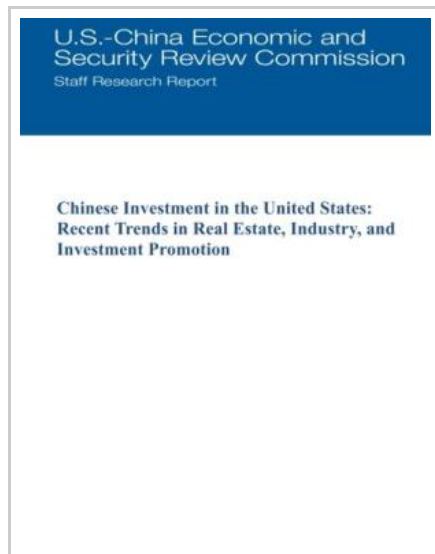 U.S.-China Economic and
Security Review Commission
Staff Research Report
Chinese Investment in the United States:
Recent Trends in Real Estate, Industry, and
Investment Promotion